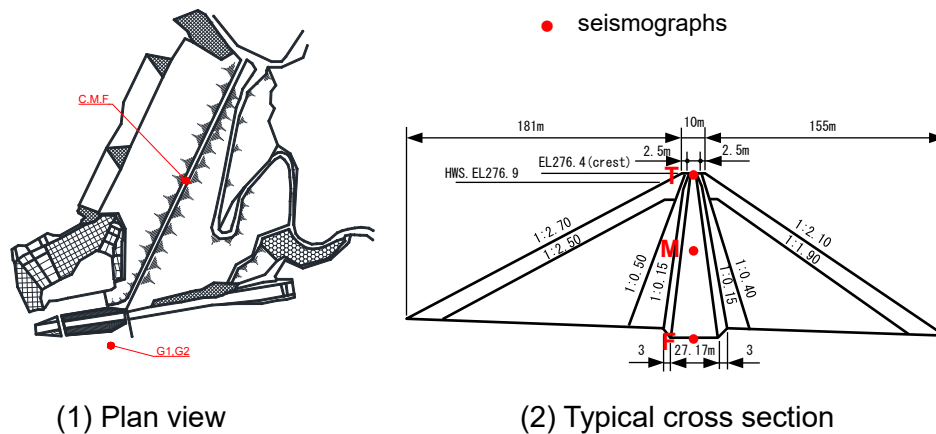 seismographs
C.M.F
G1,G2
10m
181m
155m
2.5m
2.5m
EL276.4(crest)
HWS.EL276.9
T
1:2.70
1:2.50
1:0.50
1:0.15
M
1:0.15
1:0.40
1:2.10
1:1.90
F
3
27.17m
3
(1) Plan view
(2) Typical cross section